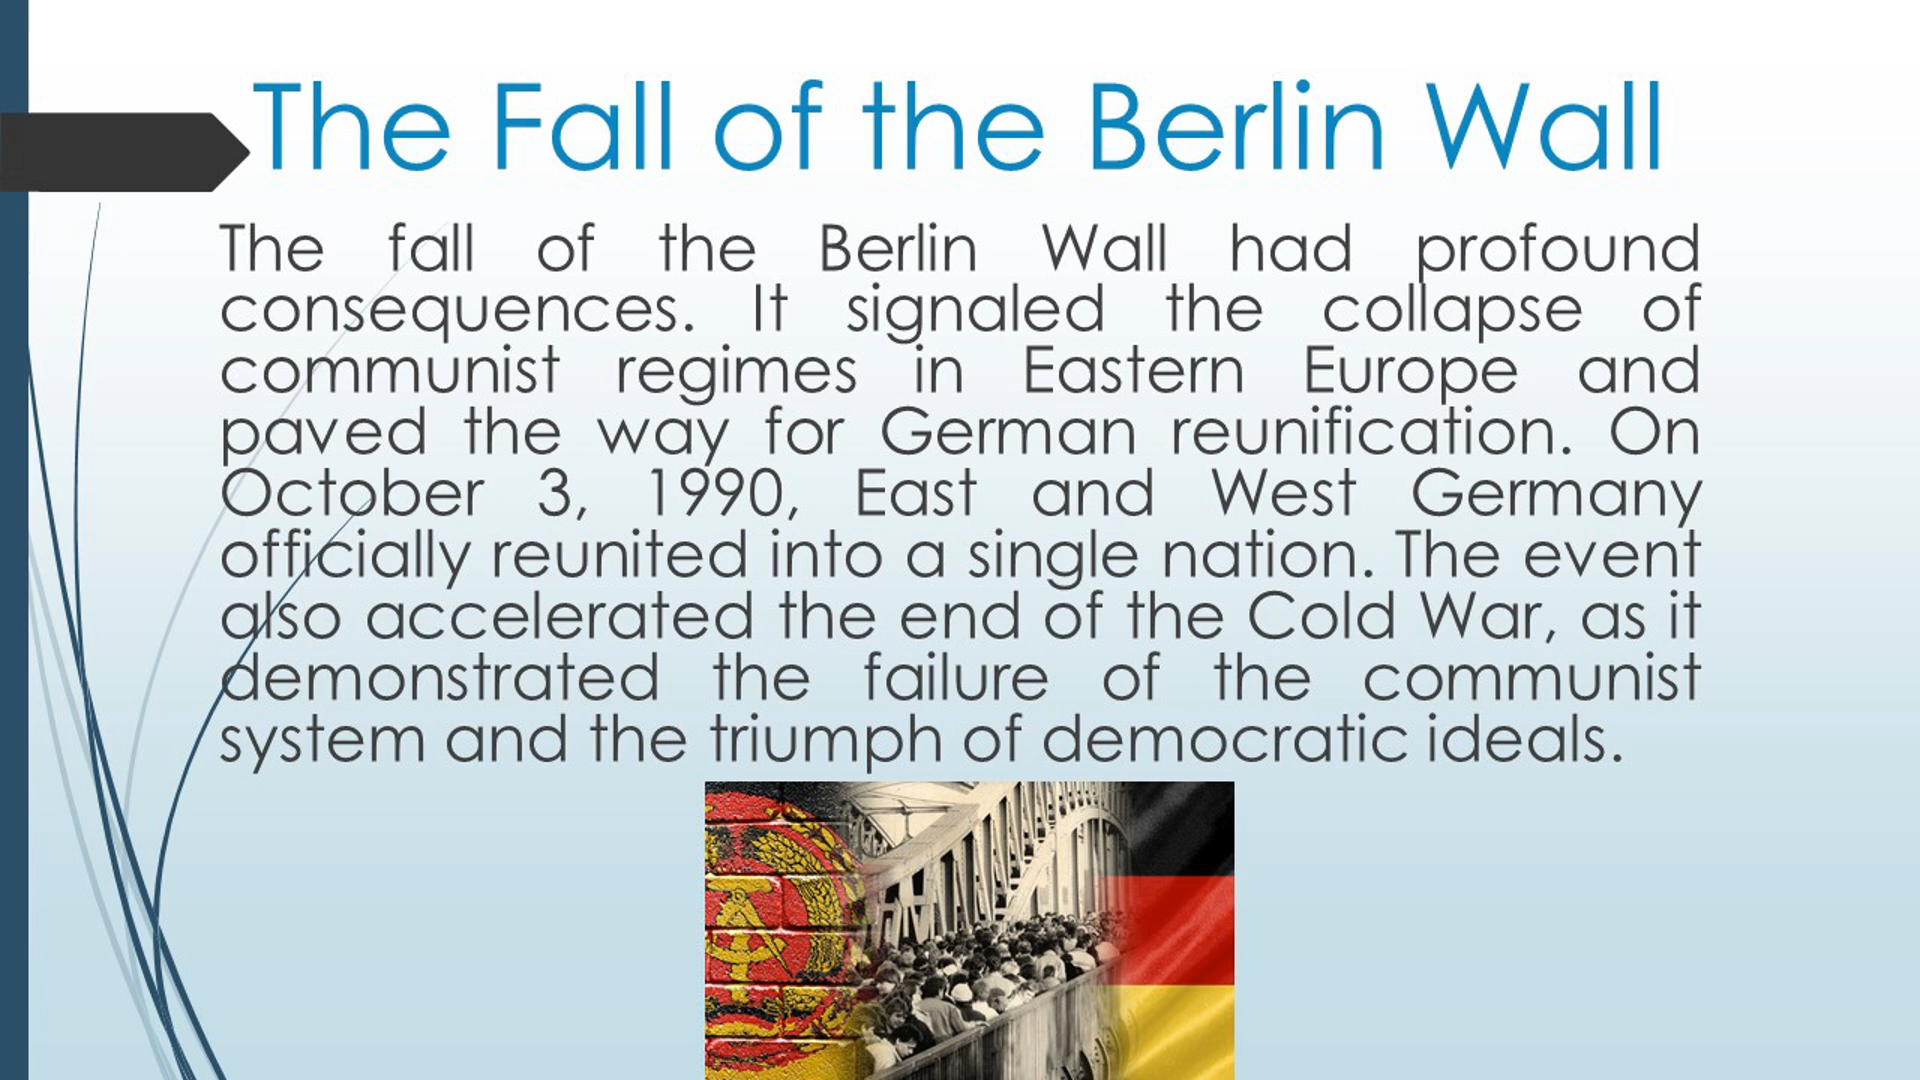 The Fall of the Berlin Wall
The fall of the Berlin Wall had profound
consequences. It signaled the collapse of
communist regimes in Eastern Europe and
paved the way for German reunification. On
October 3, 1990, East and West Germany
officially reunited into a single nation. The event
also accelerated the end of the Cold War, as it
demonstrated the failure of the communist
system and the triumph of democratic ideals.